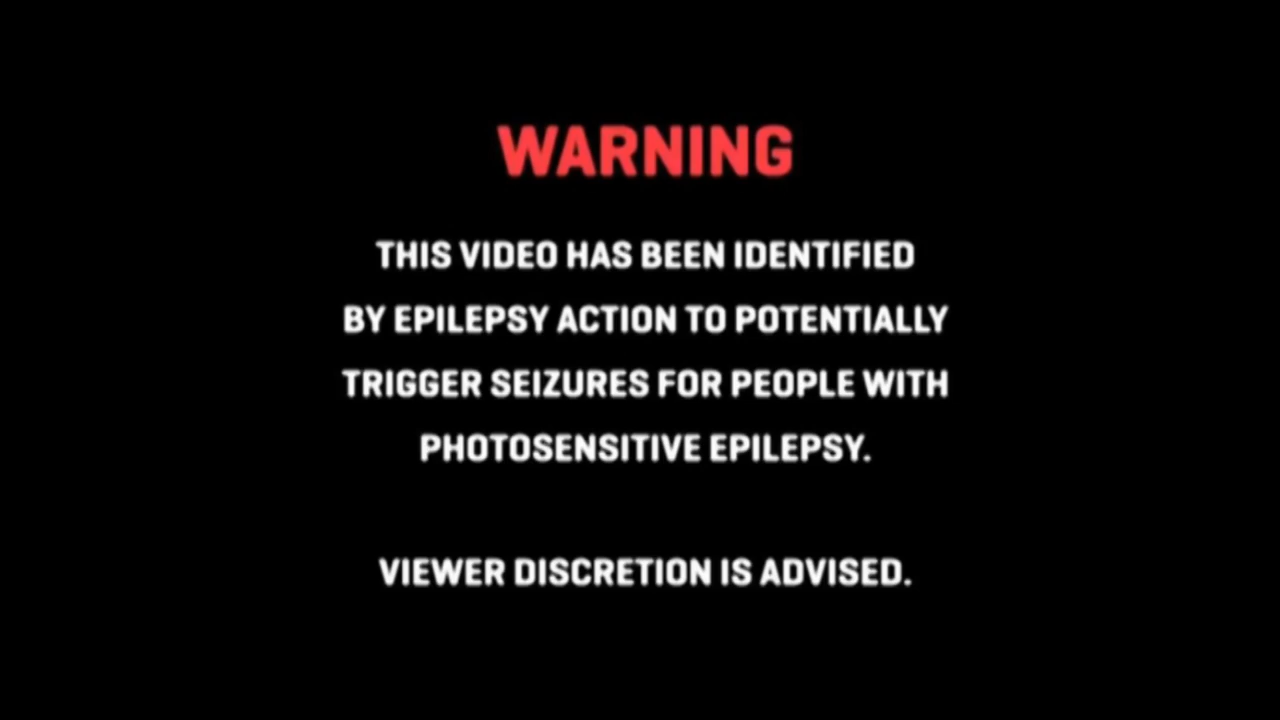 WARNING
THIS VIDEO HAS BEEN IDENTIFIED
BY EPILEPSY ACTION TO POTENTIALLY
TRIGGER SEIZURES FOR PEOPLE WITH
PHOTOSENSITIVE EPILEPSY.
VIEWER DISCRETION IS ADVISED.